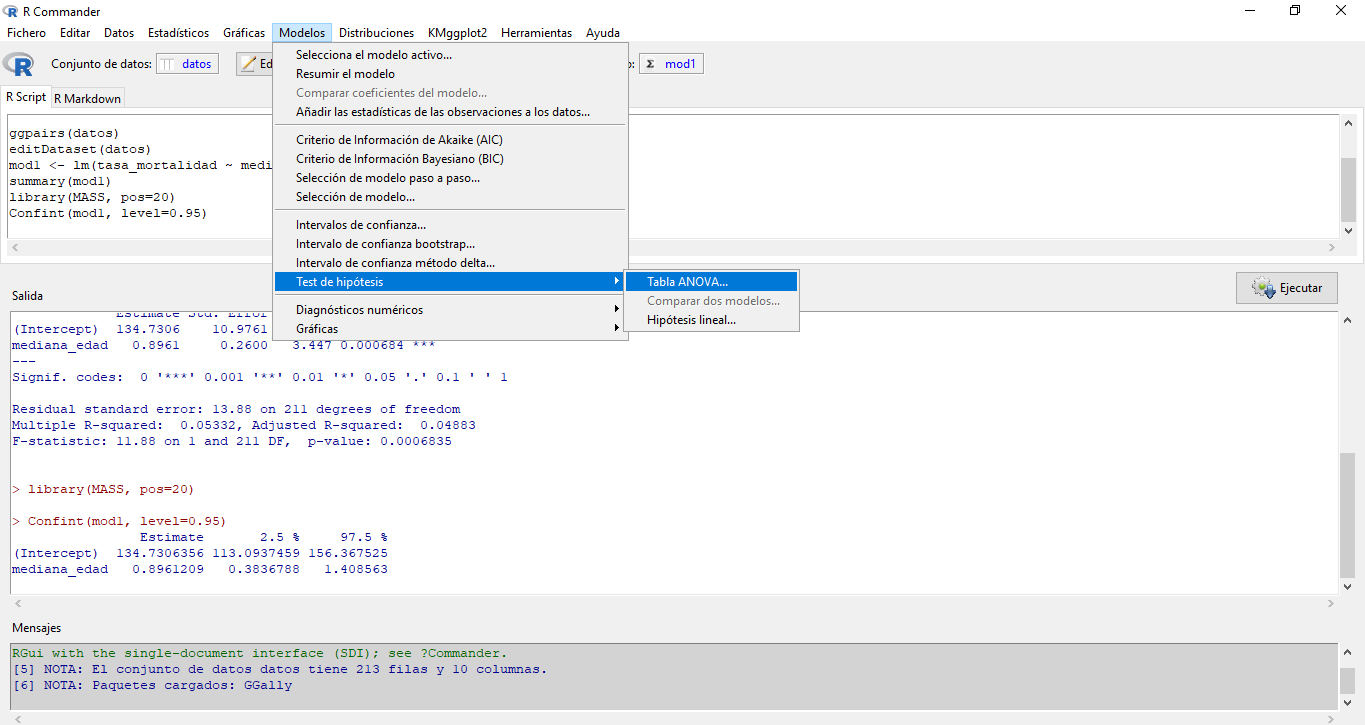 R Commander
Fichero Editar Datos Estadísticos Gráficas Modelos Distribuciones KMggplot2 Herramientas Ayuda
R Conjunto de datos: datos Ed o: Σ mod1
R Script R Markdown
ggpairs(datos)
editDataset(datos)
mod1 <- lm(tasa_mortalidad ~ medi
summary(mod1)
library(MASS, pos=20)
Confint(mod1, level=0.95)
Selecciona el modelo activo...
Resumir el modelo
Comparar coeficientes del modelo...
Añadir las estadísticas de las observaciones a los datos...
Criterio de Información de Akaike (AIC)
Criterio de Información Bayesiano (BIC)
Selección de modelo paso a paso...
Selección de modelo...
Intervalos de confianza...
Intervalo de confianza bootstrap...
Intervalo de confianza método delta...
Test de hipótesis
Diagnósticos numéricos
Gráficas
Tabla ANOVA...
Comparar dos modelos...
Hipótesis lineal...
Ejecutar
Salida
Estimate Std. Error
(Intercept) 134.7306 10.9761
mediana_edad 0.8961 0.2600 3.447 0.000684 ***
---
Signif. codes: 0 '***' 0.001 '**' 0.01 '*' 0.05 '.' 0.1 ' ' 1
Residual standard error: 13.88 on 211 degrees of freedom
Multiple R-squared: 0.05332, Adjusted R-squared: 0.04883
F-statistic: 11.88 on 1 and 211 DF, p-value: 0.0006835
> library(MASS, pos=20)
> Confint(mod1, level=0.95)
Estimate 2.5 % 97.5 %
(Intercept) 134.7306356 113.0937459 156.367525
mediana_edad 0.8961209 0.3836788 1.408563
Mensajes
RGui with the single-document interface (SDI); see ?Commander.
[5] NOTA: El conjunto de datos datos tiene 213 filas y 10 columnas.
[6] NOTA: Paquetes cargados: GGally